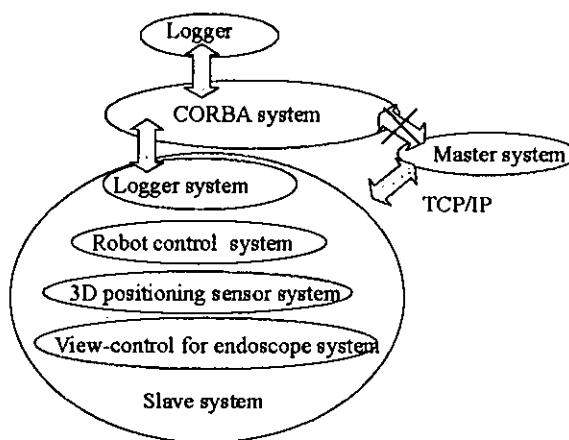 Logger
CORBA system
Master system
Logger system
TCP/IP
Robot control system
3D positioning sensor system
View-control for endoscope system
Slave system